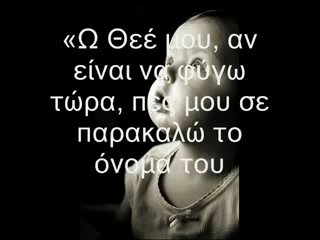 «Ω Θεέ μου, αν
είναι να φύγω
τώρα, πες μου σε
παρακαλώ το
όνομα του